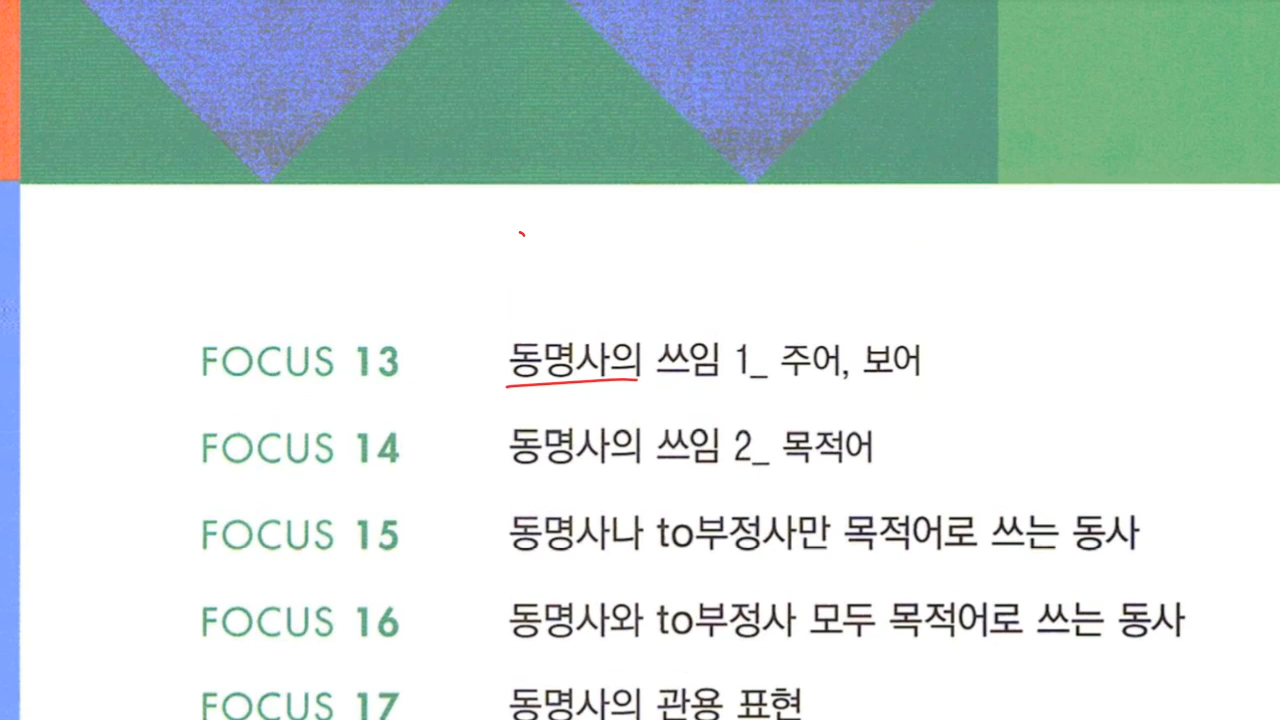 FOCUS 13 동명사의 쓰임 1_ 주어, 보어
FOCUS 14 동명사의 쓰임 2_ 목적어
FOCUS 15 동명사나 to부정사만 목적어로 쓰는 동사
FOCUS 16 동명사와 to부정사 모두 목적어로 쓰는 동사
FOCUS 17 동명사의 관용 표현